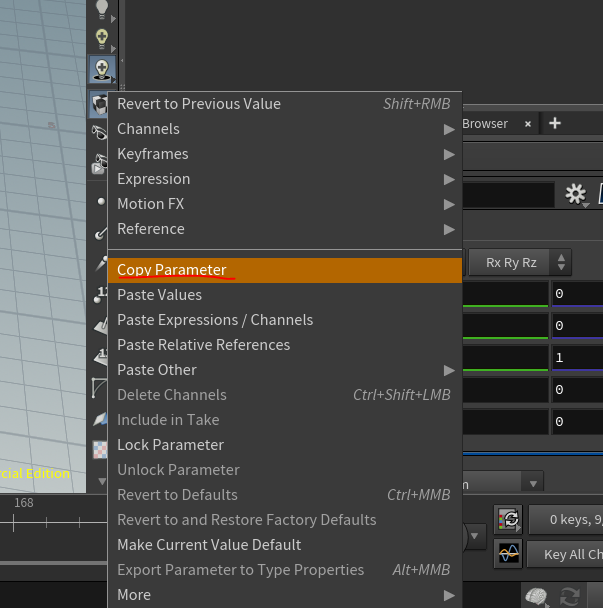 Revert to Previous Value Shift+RMB
Channels
Browser × +
Keyframes
Expression
Motion FX
Reference
Rx Ry Rz
Copy Parameter
Paste Values 0
Paste Expressions / Channels 0
Paste Relative References 1
Paste Other
Delete Channels Ctrl+Shift+LMB 0
Include in Take 0
Lock Parameter
Unlock Parameter
cial Edition
Revert to Defaults Ctrl+MMB
168
Revert to and Restore Factory Defaults 0 keys, 9
Make Current Value Default Key All Ch
Export Parameter to Type Properties Alt+MMB
More